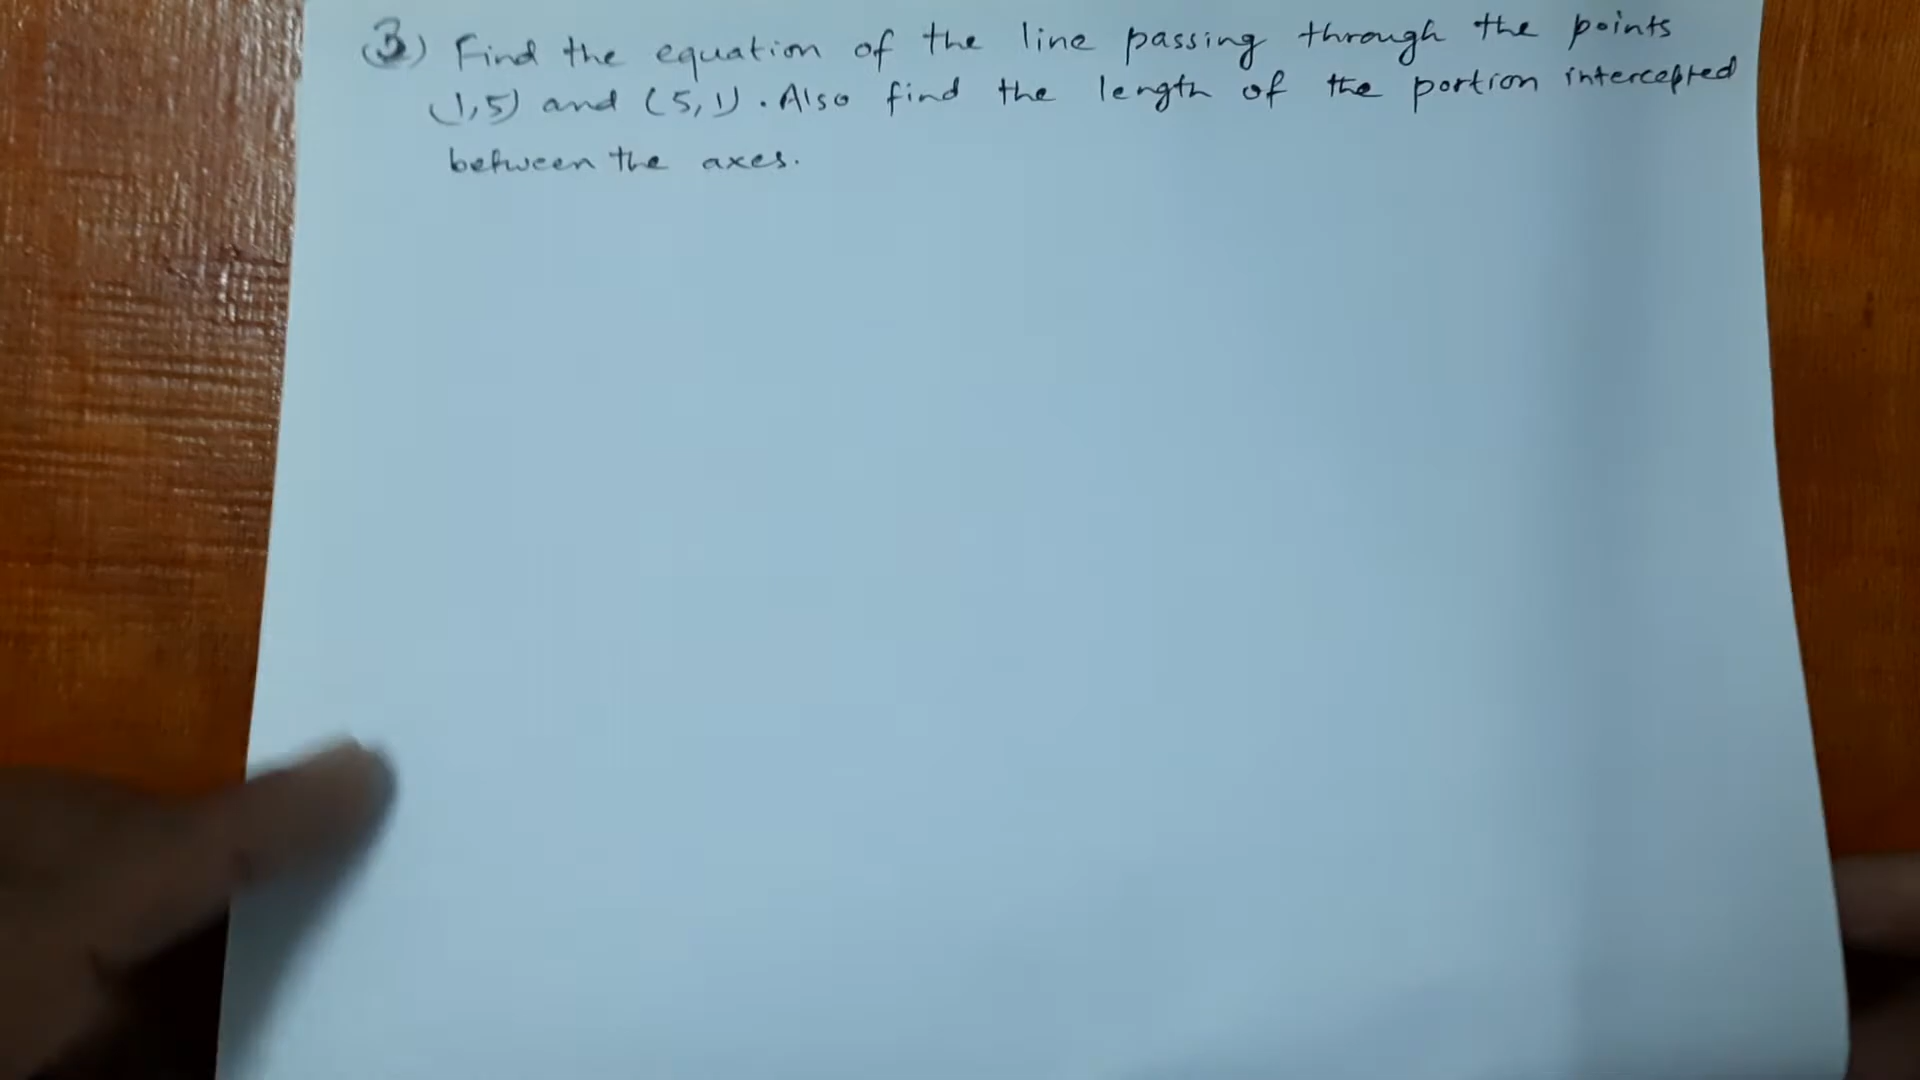 (3) Find the equation of the line passing through the points
(1,5) and (5,1). Also find the length of the portion intercepted
between the axes.